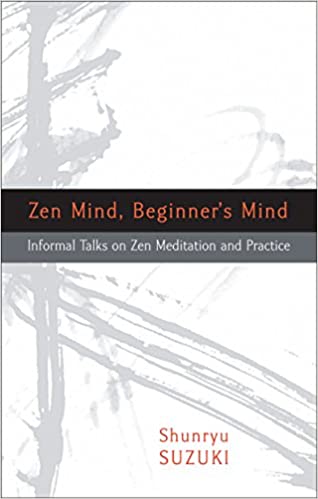 Zen Mind, Beginner's Mind
Informal Talks on Zen Meditation and Practice
Shunryu
SUZUKI